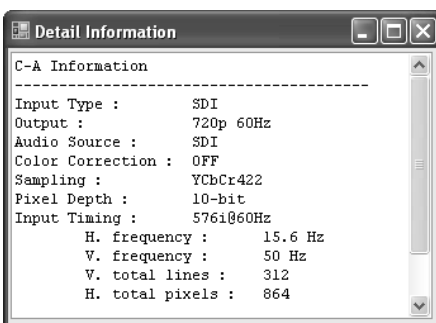 Detail Information
C-A Information
----------------------------------------
Input Type : SDI
Output : 720p 60Hz
Audio Source : SDI
Color Correction : OFF
Sampling : YCbCr422
Pixel Depth : 10-bit
Input Timing : 576i@60Hz
H. frequency : 15.6 Hz
V. frequency : 50 Hz
V. total lines : 312
H. total pixels : 864